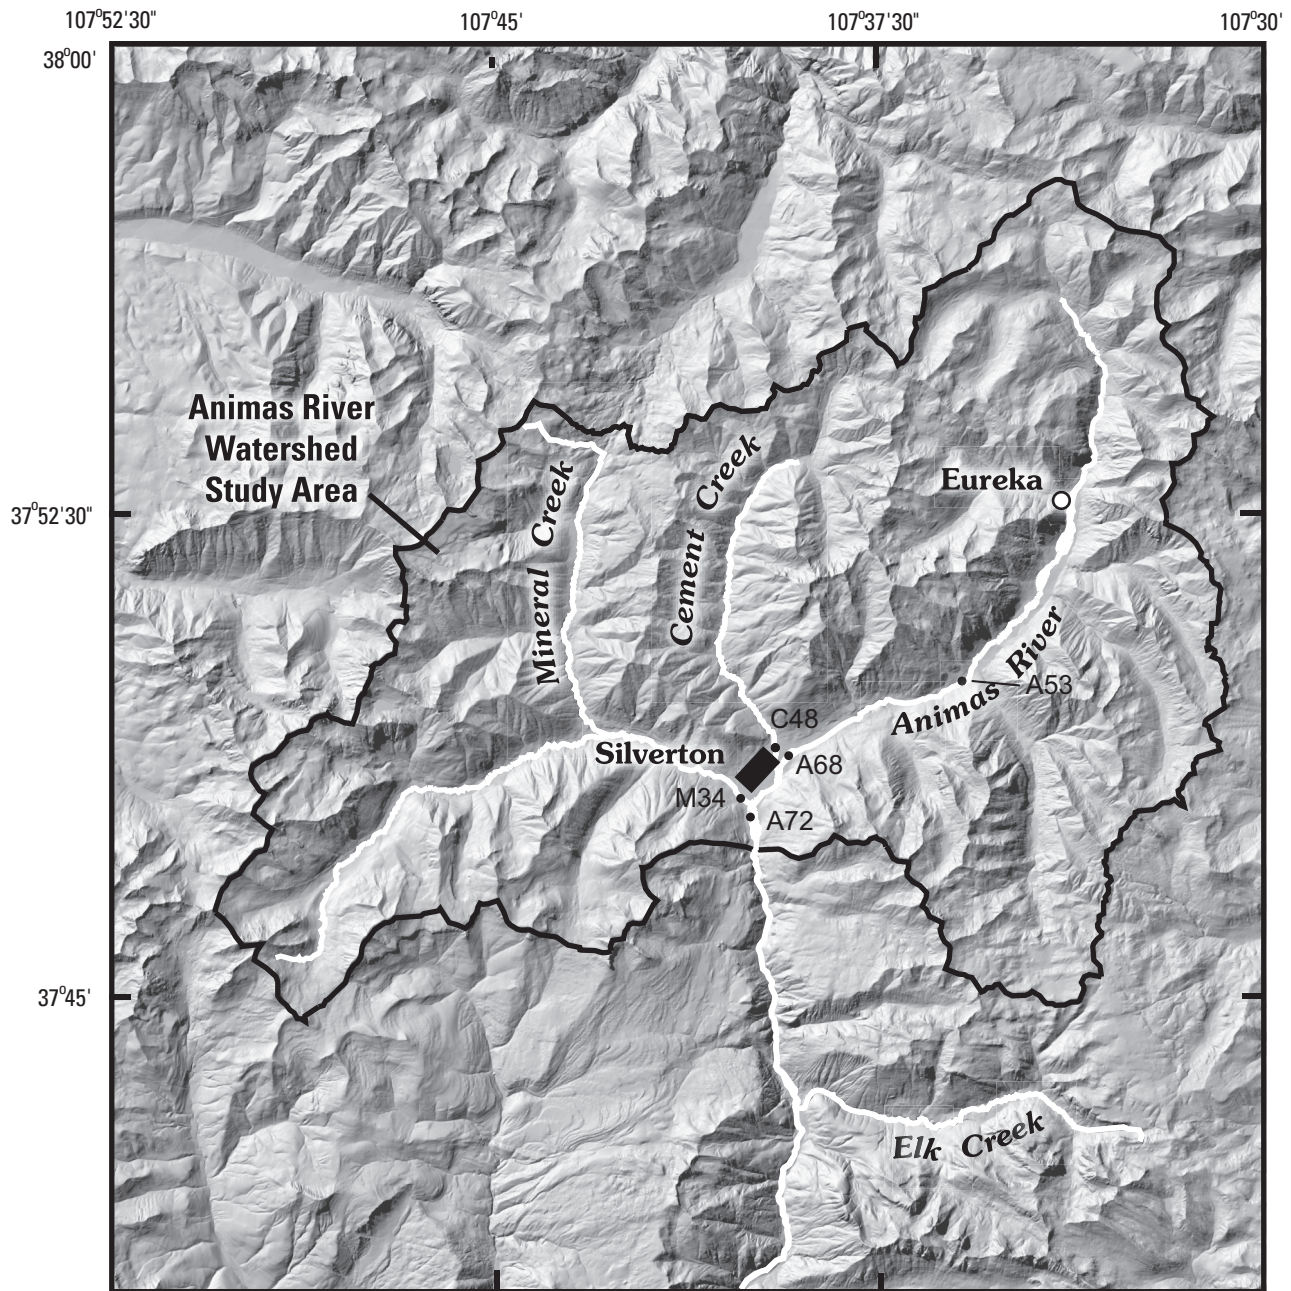 107°52'30"
107°45'
107°37'30"
107°30'
38°00'
Animas River
Watershed
Study Area
Mineral Creek
Cement Creek
Eureka
37°52'30"
Animas River
A53
C48
Silverton
A68
M34
A72
37°45'
Elk Creek